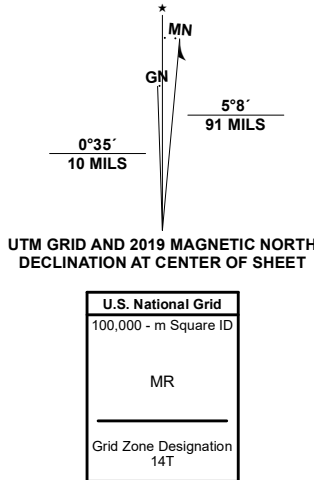 ★
MN
GN
5°8´
91 MILS
0°35´
10 MILS
UTM GRID AND 2019 MAGNETIC NORTH
DECLINATION AT CENTER OF SHEET
U.S. National Grid
100,000 - m Square ID
MR
Grid Zone Designation
14T